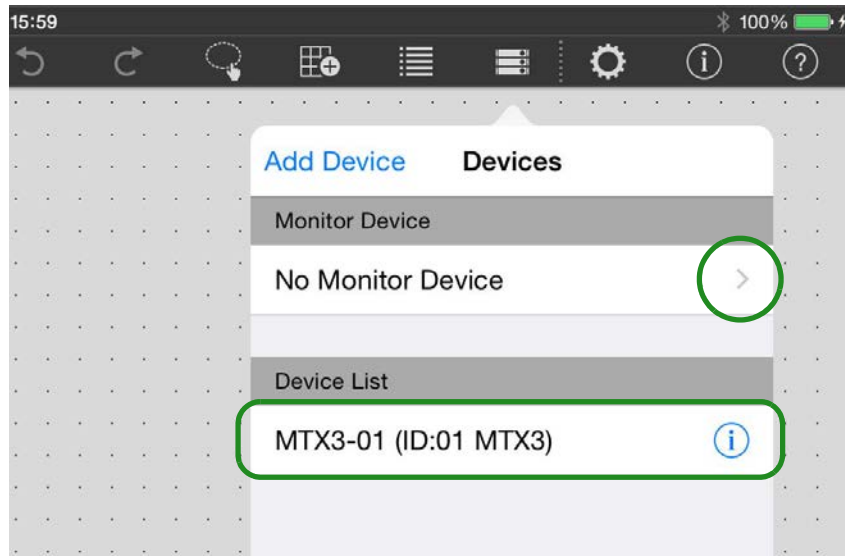 15:59
100%
Add Device Devices
Monitor Device
No Monitor Device
Device List
MTX3-01 (ID:01 MTX3)